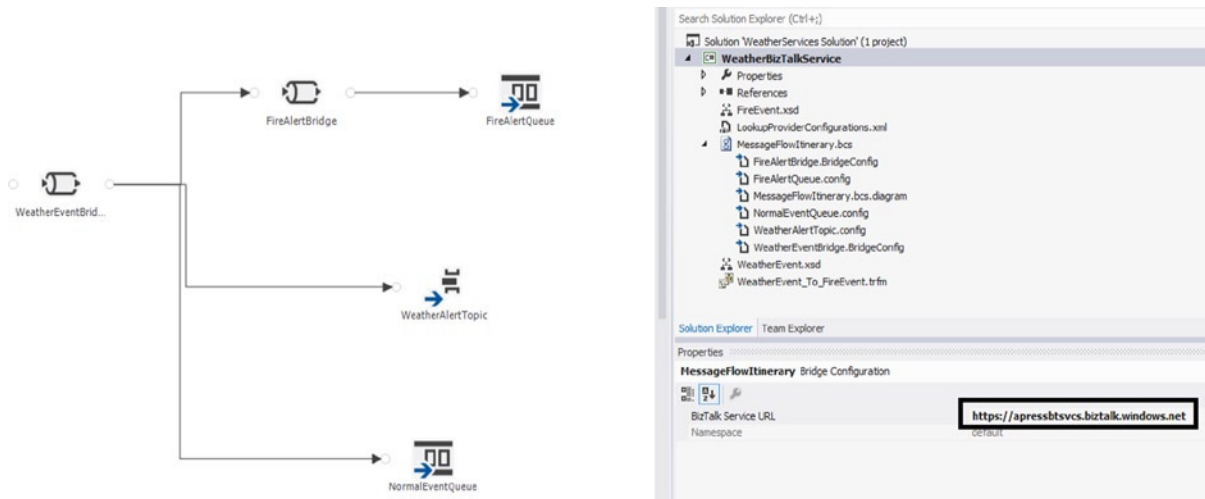 FireAlertBridge
FireAlertQueue
WeatherEventBrid...
WeatherAlertTopic
NormalEventQueue
Search Solution Explorer (Ctrl+;)
Solution 'WeatherServices Solution' (1 project)
C# WeatherBizTalkService
Properties
References
FireEvent.xsd
LookupProviderConfigurations.xml
MessageFlowItinerary.bcs
FireAlertBridge.BridgeConfig
FireAlertQueue.config
MessageFlowItinerary.bcs.diagram
NormalEventQueue.config
WeatherAlertTopic.config
WeatherEventBridge.BridgeConfig
WeatherEvent.xsd
WeatherEvent_To_FireEvent.trfm
Solution Explorer Team Explorer
Properties
MessageFlowItinerary Bridge Configuration
BizTalk Service URL https://apressbtsvcs.biztalk.windows.net
Namespace default